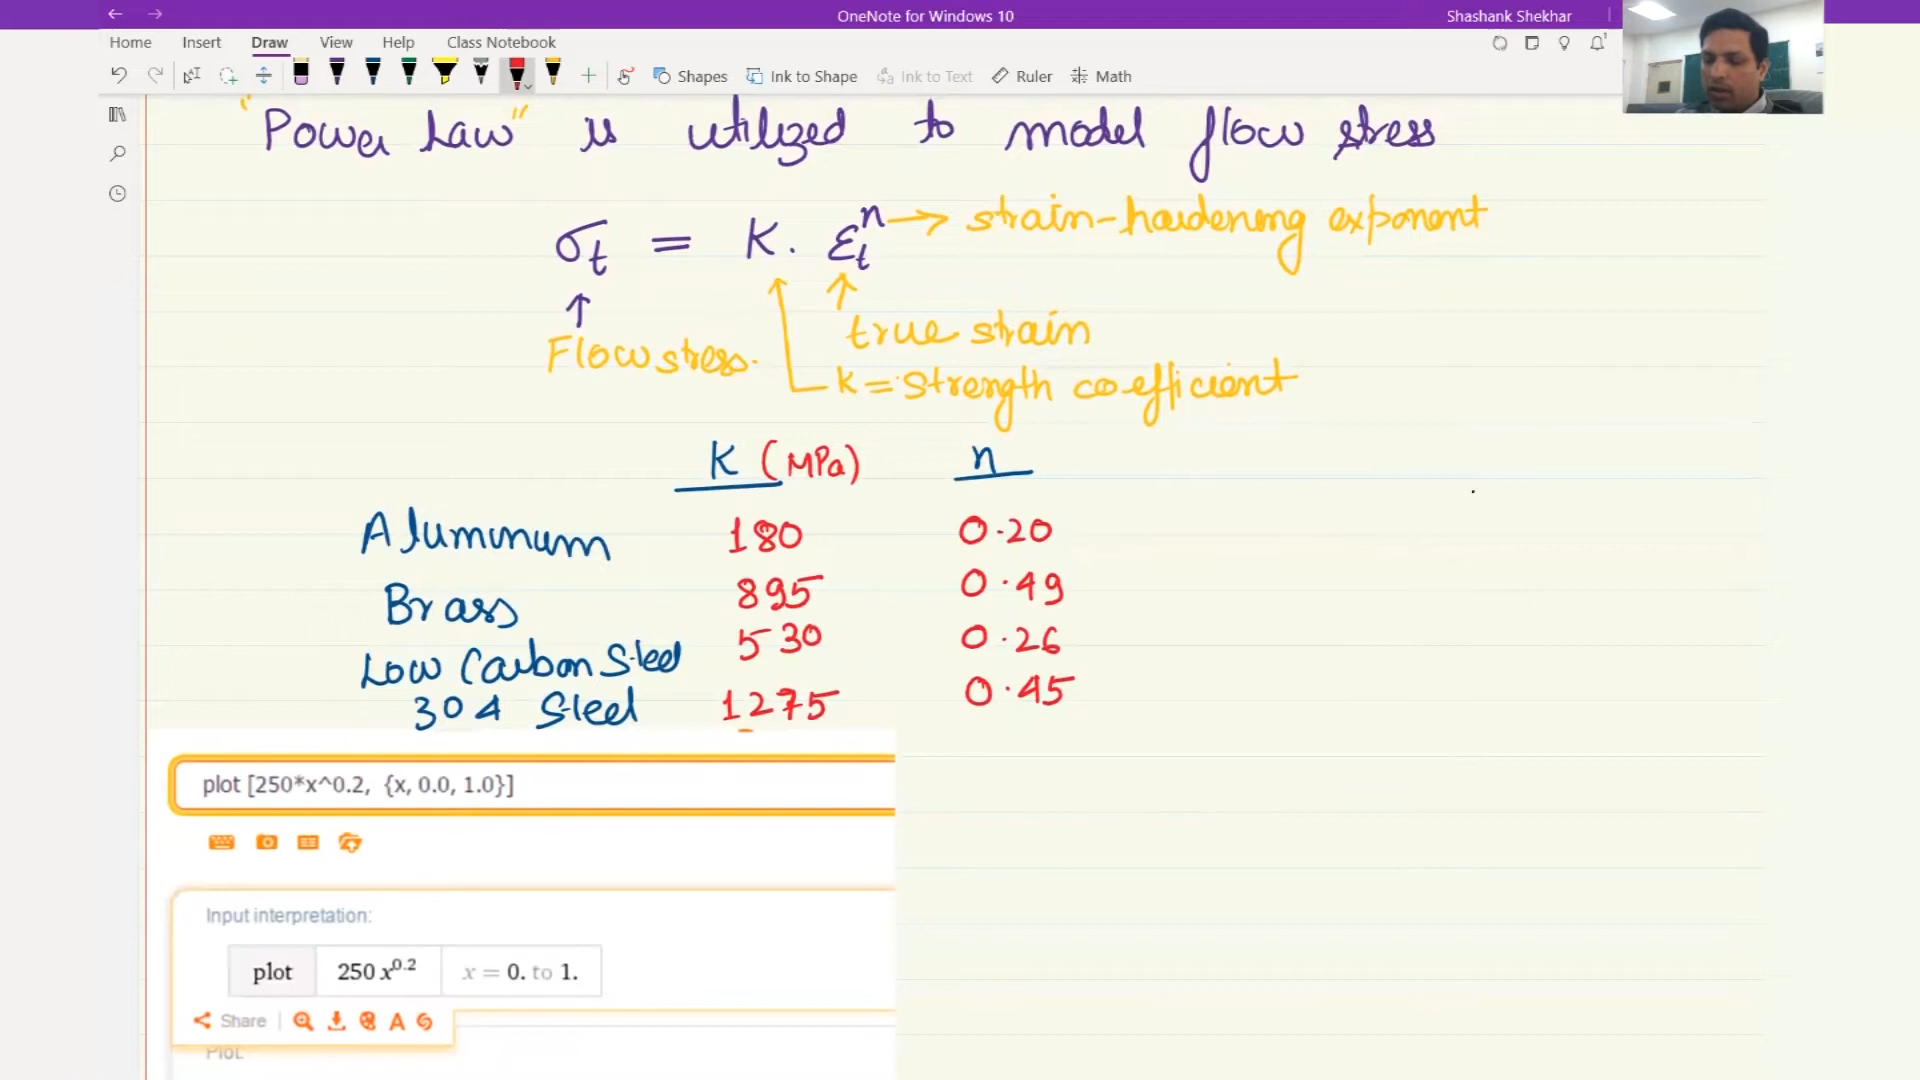 OneNote for Windows 10
Shashank Shekhar
Home Insert Draw View Help Class Notebook
Shapes Ink to Shape Ink to Text Ruler Math
"Power Law" is utilized to model flow stress
σt = K. εt^n → strain-hardening exponent
↑ ↑ ↑
Flow stress. true strain
K = Strength coefficient
K (MPa) n
Aluminum 180 0.20
Brass 895 0.49
Low Carbon Steel 530 0.26
304 Steel 1275 0.45
plot [250*x^0.2, {x, 0.0, 1.0}]
Input interpretation:
plot 250 x^0.2 x = 0. to 1.
Share A
Plot: